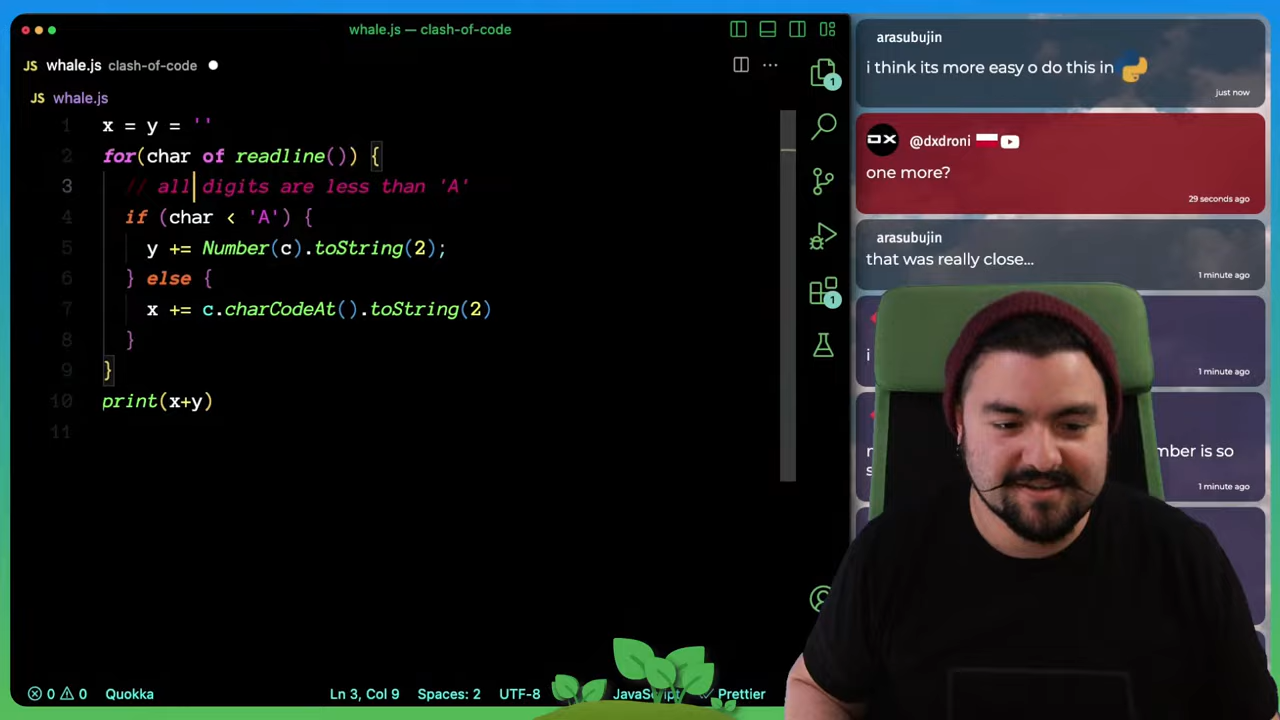 whale.js — clash-of-code
JS whale.js clash-of-code
JS whale.js
1 x = y = ''
2 for(char of readline()) {
3 // all digits are less than 'A'
4 if (char < 'A') {
5 y += Number(c).toString(2);
6 } else {
7 x += c.charCodeAt().toString(2)
8 }
9 }
10 print(x+y)
11
0 0 Quokka
Ln 3, Col 9 Spaces: 2 UTF-8 JavaScript Prettier
1
1
arasubujin
i think its more easy o do this in
just now
DX @dxdroni
one more?
29 seconds ago
arasubujin
that was really close...
1 minute ago
i
1 minute ago
is so
1 minute ago